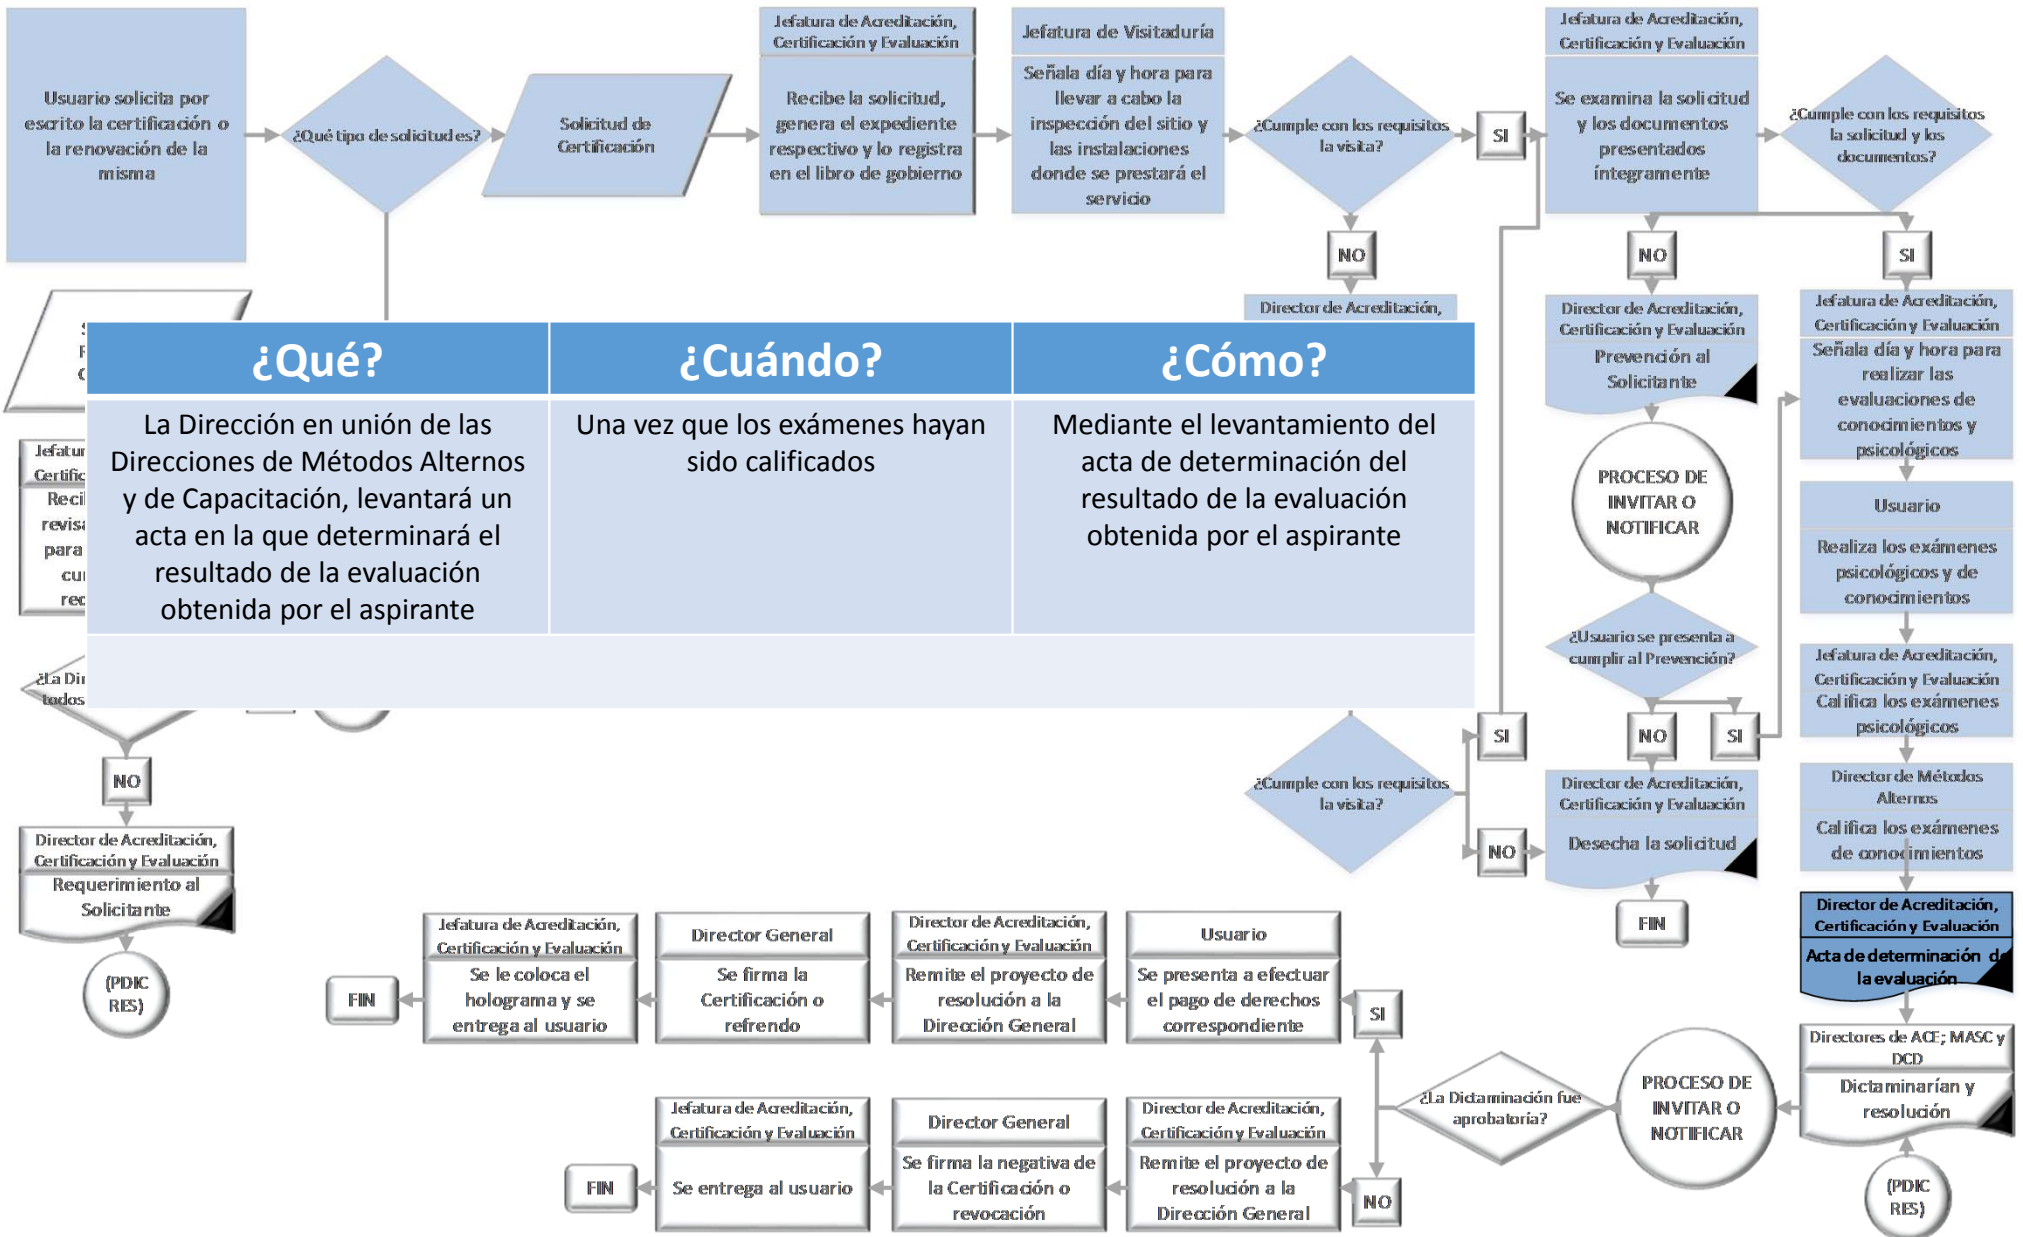 Usuario solicita por
escrito la certificación o
la renovación de la
misma
¿Qué tipo de solicitud es?
Solicitud de
Certificación
Jefatura de Acreditación,
Certificación y Evaluación
Recibe la solicitud,
genera el expediente
respectivo y lo registra
en el libro de gobierno
Jefatura de Visitaduría
Señala día y hora para
llevar a cabo la
inspección del sitio y
las instalaciones
donde se prestará el
servicio
¿Cumple con los requisitos
la visita?
SI
NO
Director de Acreditación,
Jefatura de Acreditación,
Certificación y Evaluación
Se examina la solicitud
y los documentos
presentados
íntegramente
¿Cumple con los requisitos
la solicitud y los
documentos?
NO
SI
Director de Acreditación,
Certificación y Evaluación
Prevención al
Solicitante
PROCESO DE
INVITAR O
NOTIFICAR
¿Usuario se presenta a
cumplir al Prevención?
NO
SI
Director de Acreditación,
Certificación y Evaluación
Desecha la solicitud
FIN
Jefatura de Acreditación,
Certificación y Evaluación
Señala día y hora para
realizar las
evaluaciones de
conocimientos y
psicológicos
Usuario
Realiza los exámenes
psicológicos y de
conocimientos
Jefatura de Acreditación,
Certificación y Evaluación
Califica los exámenes
psicológicos
Director de Métodos
Alternos
Califica los exámenes
de conocimientos
Director de Acreditación,
Certificación y Evaluación
Acta de determinación de
la evaluación
Directores de ACE; MASC y
DCD
Dictaminarían y
resolución
(PDIC
RES)
PROCESO DE
INVITAR O
NOTIFICAR
¿La Dictaminación fue
aprobatoría?
SI
NO
¿Qué?
¿Cuándo?
¿Cómo?
La Dirección en unión de las
Direcciones de Métodos Alternos
y de Capacitación, levantará un
acta en la que determinará el
resultado de la evaluación
obtenida por el aspirante
Una vez que los exámenes hayan
sido calificados
Mediante el levantamiento del
acta de determinación del
resultado de la evaluación
obtenida por el aspirante
¿Cumple con los requisitos
la visita?
SI
NO
Jefatur
Certific
Reci
revis
para
cu
rec
¿La Dir
todos
NO
Director de Acreditación,
Certificación y Evaluación
Requerimiento al
Solicitante
(PDIC
RES)
FIN
Jefatura de Acreditación,
Certificación y Evaluación
Se le coloca el
holograma y se
entrega al usuario
Director General
Se firma la
Certificación o
refrendo
Director de Acreditación,
Certificación y Evaluación
Remite el proyecto de
resolución a la
Dirección General
Usuario
Se presenta a efectuar
el pago de derechos
correspondiente
FIN
Jefatura de Acreditación,
Certificación y Evaluación
Se entrega al usuario
Director General
Se firma la negativa de
la Certificación o
revocación
Director de Acreditación,
Certificación y Evaluación
Remite el proyecto de
resolución a la
Dirección General